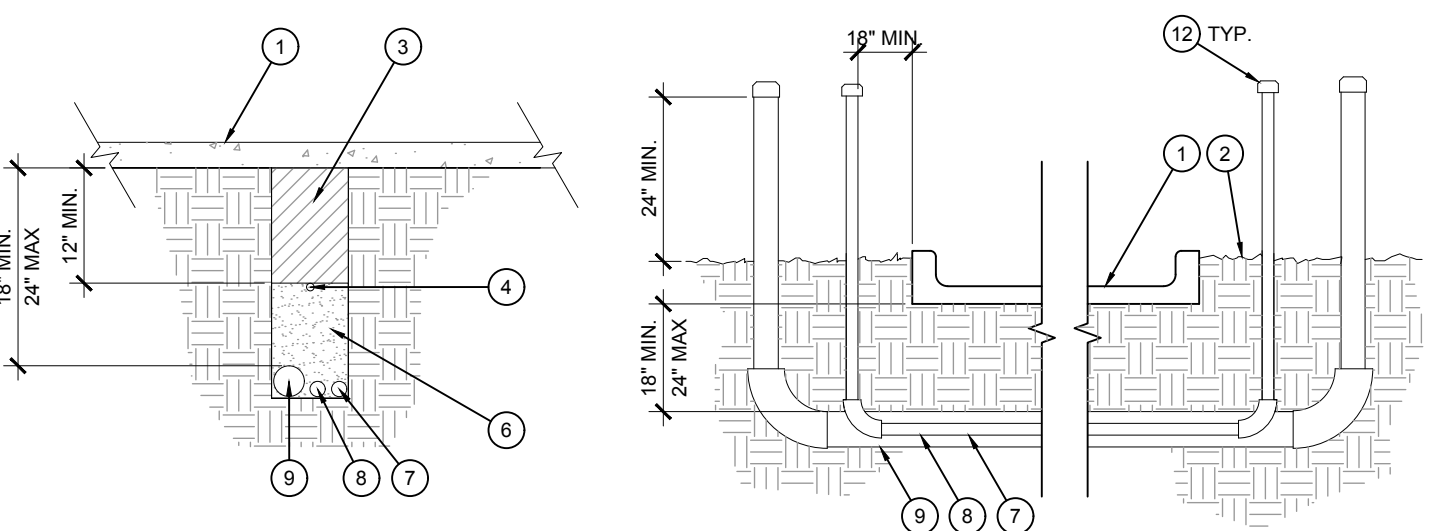 1
3
18" MIN.
24" MAX
12" MIN.
4
6
9
8
7
18" MIN.
12 TYP.
24" MIN.
1
2
18" MIN.
24" MAX
9
8
7